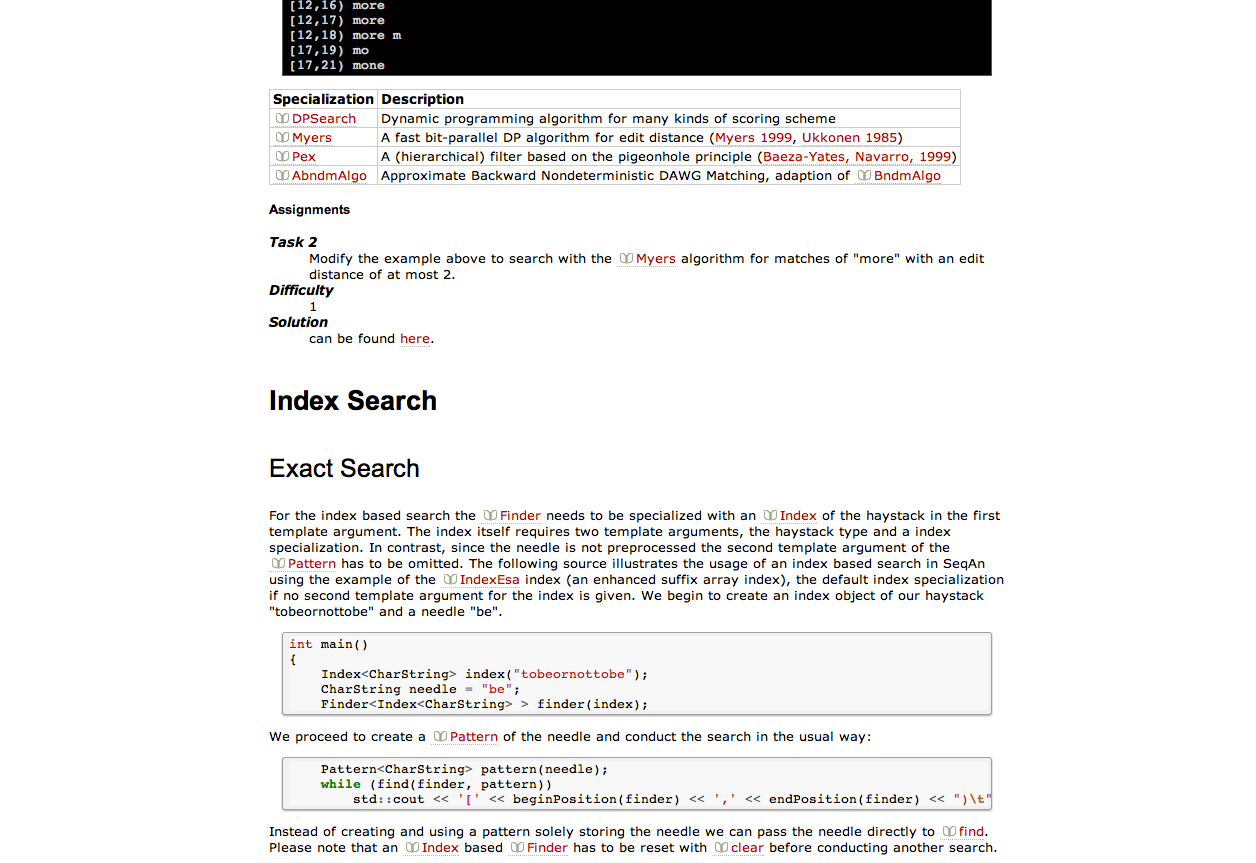 [12,16) more
[12,17) more
[12,18) more m
[17,19) mo
[17,21) mone
Specialization Description
DPSearch Dynamic programming algorithm for many kinds of scoring scheme
Myers A fast bit-parallel DP algorithm for edit distance (Myers 1999, Ukkonen 1985)
Pex A (hierarchical) filter based on the pigeonhole principle (Baeza-Yates, Navarro, 1999)
AbndmAlgo Approximate Backward Nondeterministic DAWG Matching, adaption of BndmAlgo
Assignments
Task 2
Modify the example above to search with the Myers algorithm for matches of "more" with an edit
distance of at most 2.
Difficulty
1
Solution
can be found here.
Index Search
Exact Search
For the index based search the Finder needs to be specialized with an Index of the haystack in the first
template argument. The index itself requires two template arguments, the haystack type and a index
specialization. In contrast, since the needle is not preprocessed the second template argument of the
Pattern has to be omitted. The following source illustrates the usage of an index based search in SeqAn
using the example of the IndexEsa index (an enhanced suffix array index), the default index specialization
if no second template argument for the index is given. We begin to create an index object of our haystack
"tobeornottobe" and a needle "be".
int main()
{
Index<CharString> index("tobeornottobe");
CharString needle = "be";
Finder<Index<CharString> > finder(index);
We proceed to create a Pattern of the needle and conduct the search in the usual way:
Pattern<CharString> pattern(needle);
while (find(finder, pattern))
std::cout << '[' << beginPosition(finder) << ',' << endPosition(finder) << ")\t"
Instead of creating and using a pattern solely storing the needle we can pass the needle directly to find.
Please note that an Index based Finder has to be reset with clear before conducting another search.